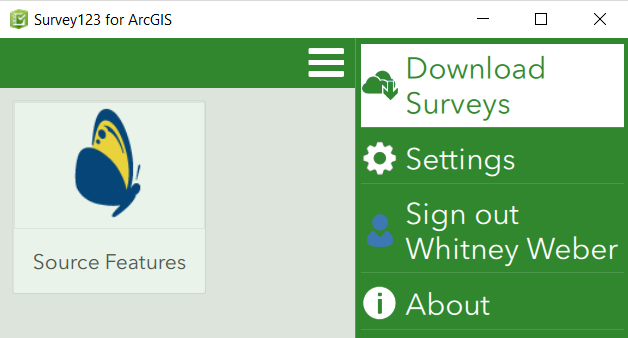 Survey123 for ArcGIS
Download
Surveys
Settings
Sign out
Whitney Weber
About
Source Features